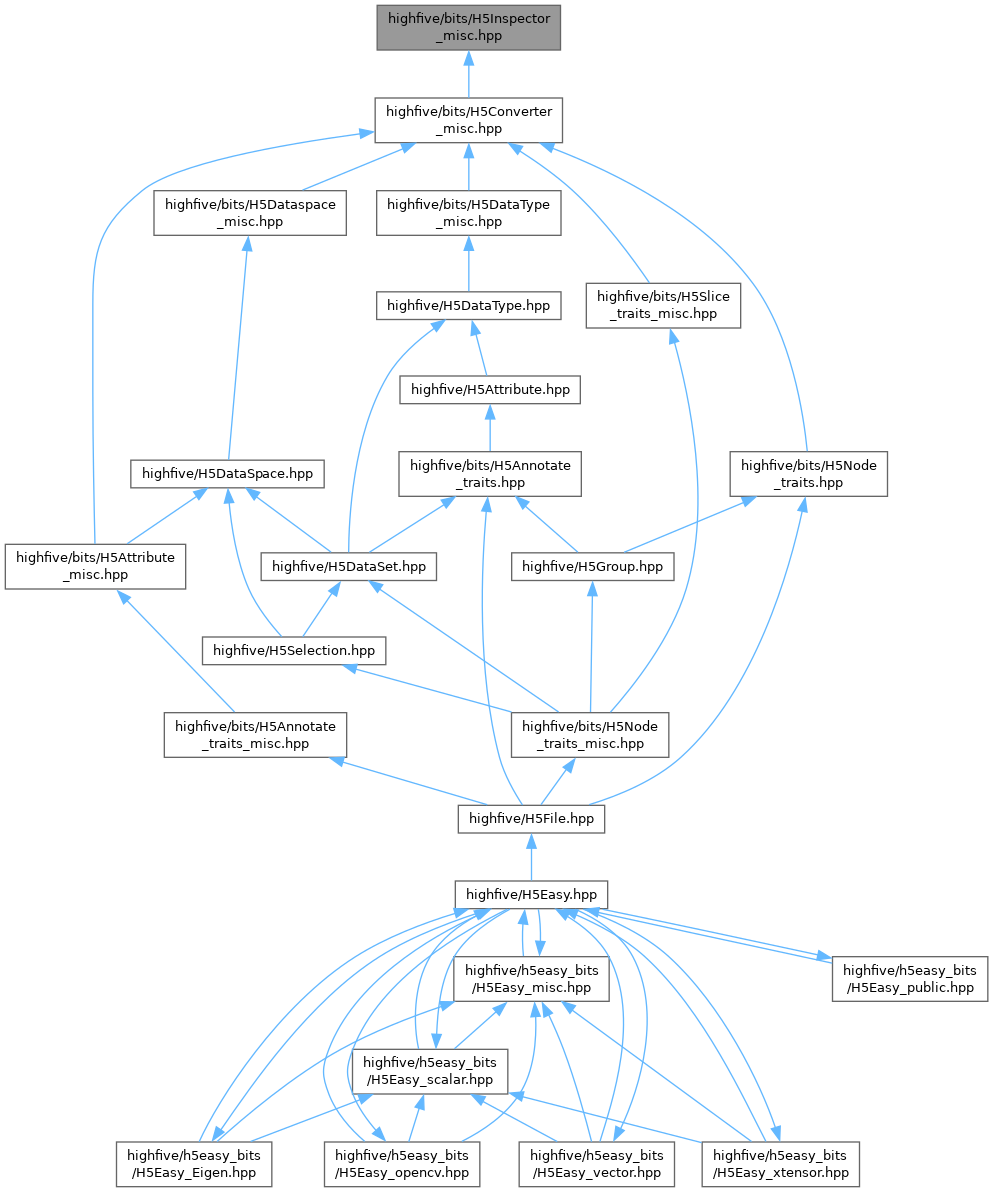 highfive/bits/H5Inspector
_misc.hpp
highfive/bits/H5Converter
_misc.hpp
highfive/bits/H5Dataspace
_misc.hpp
highfive/bits/H5DataType
_misc.hpp
highfive/H5DataType.hpp
highfive/bits/H5Slice
_traits_misc.hpp
highfive/H5Attribute.hpp
highfive/H5DataSpace.hpp
highfive/bits/H5Annotate
_traits.hpp
highfive/bits/H5Node
_traits.hpp
highfive/bits/H5Attribute
_misc.hpp
highfive/H5DataSet.hpp
highfive/H5Group.hpp
highfive/H5Selection.hpp
highfive/bits/H5Annotate
_traits_misc.hpp
highfive/bits/H5Node
_traits_misc.hpp
highfive/H5File.hpp
highfive/H5Easy.hpp
highfive/h5easy_bits
/H5Easy_misc.hpp
highfive/h5easy_bits
/H5Easy_public.hpp
highfive/h5easy_bits
/H5Easy_scalar.hpp
highfive/h5easy_bits
/H5Easy_Eigen.hpp
highfive/h5easy_bits
/H5Easy_opencv.hpp
highfive/h5easy_bits
/H5Easy_vector.hpp
highfive/h5easy_bits
/H5Easy_xtensor.hpp